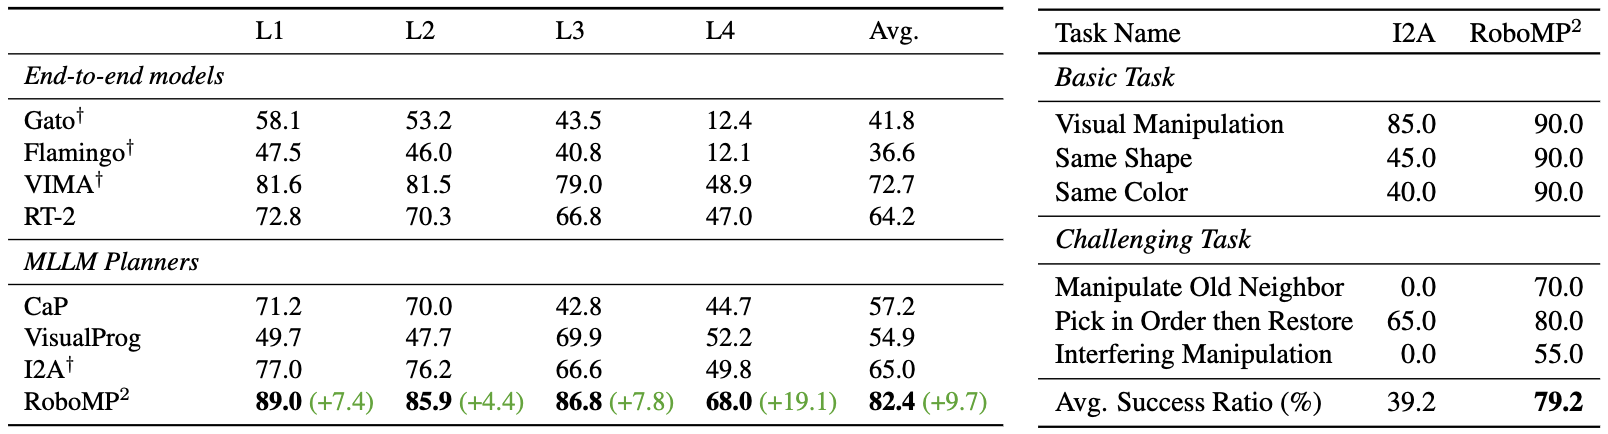 L1 L2 L3 L4 Avg.
End-to-end models
Gato† 58.1 53.2 43.5 12.4 41.8
Flamingo† 47.5 46.0 40.8 12.1 36.6
VIMA† 81.6 81.5 79.0 48.9 72.7
RT-2 72.8 70.3 66.8 47.0 64.2
MLLM Planners
CaP 71.2 70.0 42.8 44.7 57.2
VisualProg 49.7 47.7 69.9 52.2 54.9
I2A† 77.0 76.2 66.6 49.8 65.0
RoboMP² 89.0 (+7.4) 85.9 (+4.4) 86.8 (+7.8) 68.0 (+19.1) 82.4 (+9.7)
Task Name I2A RoboMP²
Basic Task
Visual Manipulation 85.0 90.0
Same Shape 45.0 90.0
Same Color 40.0 90.0
Challenging Task
Manipulate Old Neighbor 0.0 70.0
Pick in Order then Restore 65.0 80.0
Interfering Manipulation 0.0 55.0
Avg. Success Ratio (%) 39.2 79.2